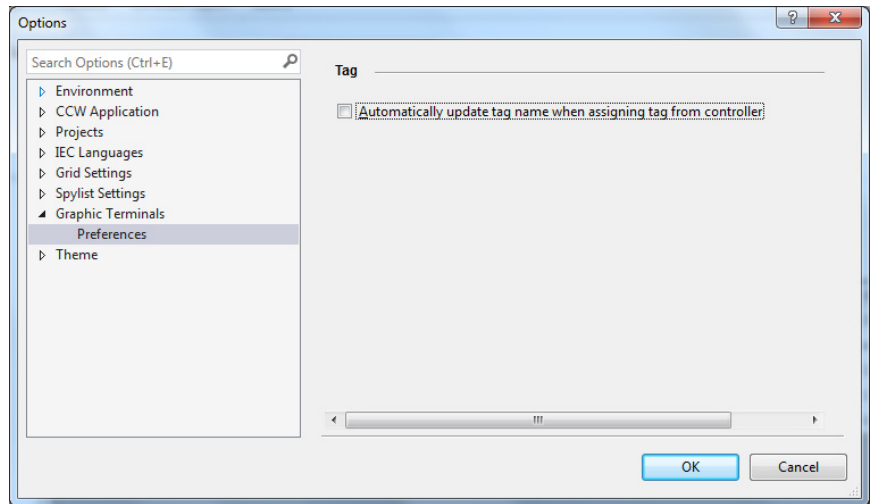 Options
Search Options (Ctrl+E)
Environment
CCW Application
Projects
IEC Languages
Grid Settings
Spylist Settings
Graphic Terminals
Preferences
Theme
Tag
Automatically update tag name when assigning tag from controller
OK
Cancel